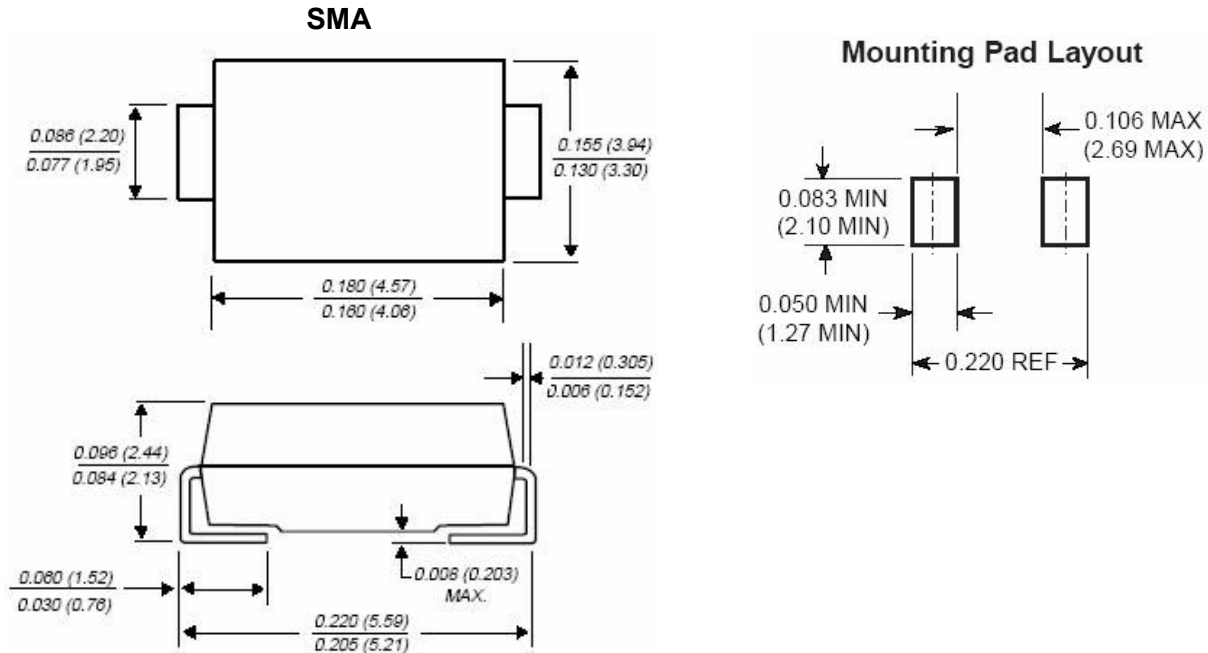 SMA
0.086 (2.20)
0.077 (1.95)
0.155 (3.94)
0.130 (3.30)
0.180 (4.57)
0.160 (4.06)
0.012 (0.305)
0.006 (0.152)
0.096 (2.44)
0.084 (2.13)
0.060 (1.52)
0.030 (0.76)
0.008 (0.203)
MAX.
0.220 (5.59)
0.205 (5.21)
Mounting Pad Layout
0.106 MAX
(2.69 MAX)
0.083 MIN
(2.10 MIN)
0.050 MIN
(1.27 MIN)
0.220 REF